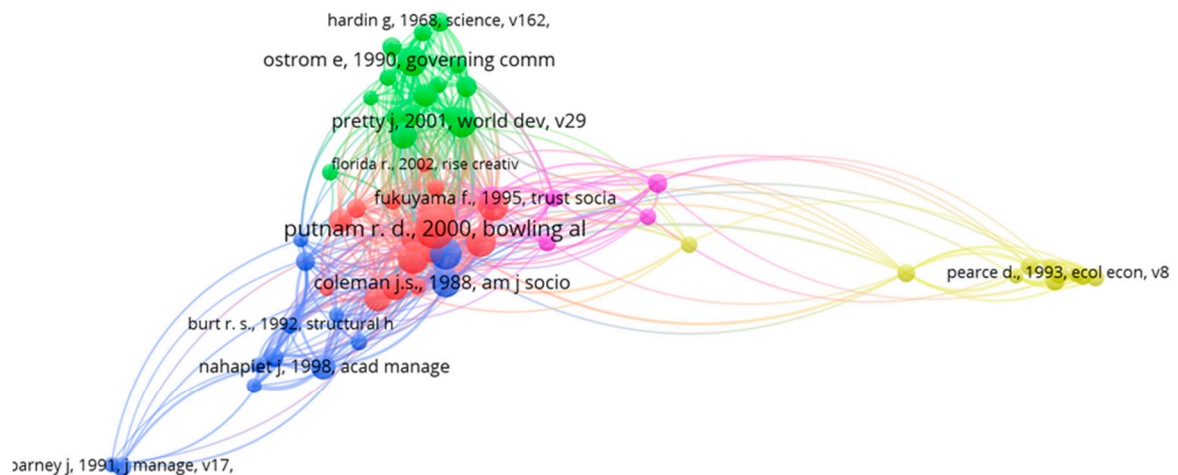 hardin g, 1968, science, v162,
ostrom e, 1990, governing comm
pretty j, 2001, world dev, v29
florida r., 2002, rise creativ
fukuyama f., 1995, trust socia
putnam r. d., 2000, bowling al
pearce d., 1993, ecol econ, v8
coleman j.s., 1988, am j socio
burt r. s., 1992, structural h
nahapiet j, 1998, acad manage
barney j, 1991, j manage, v17,